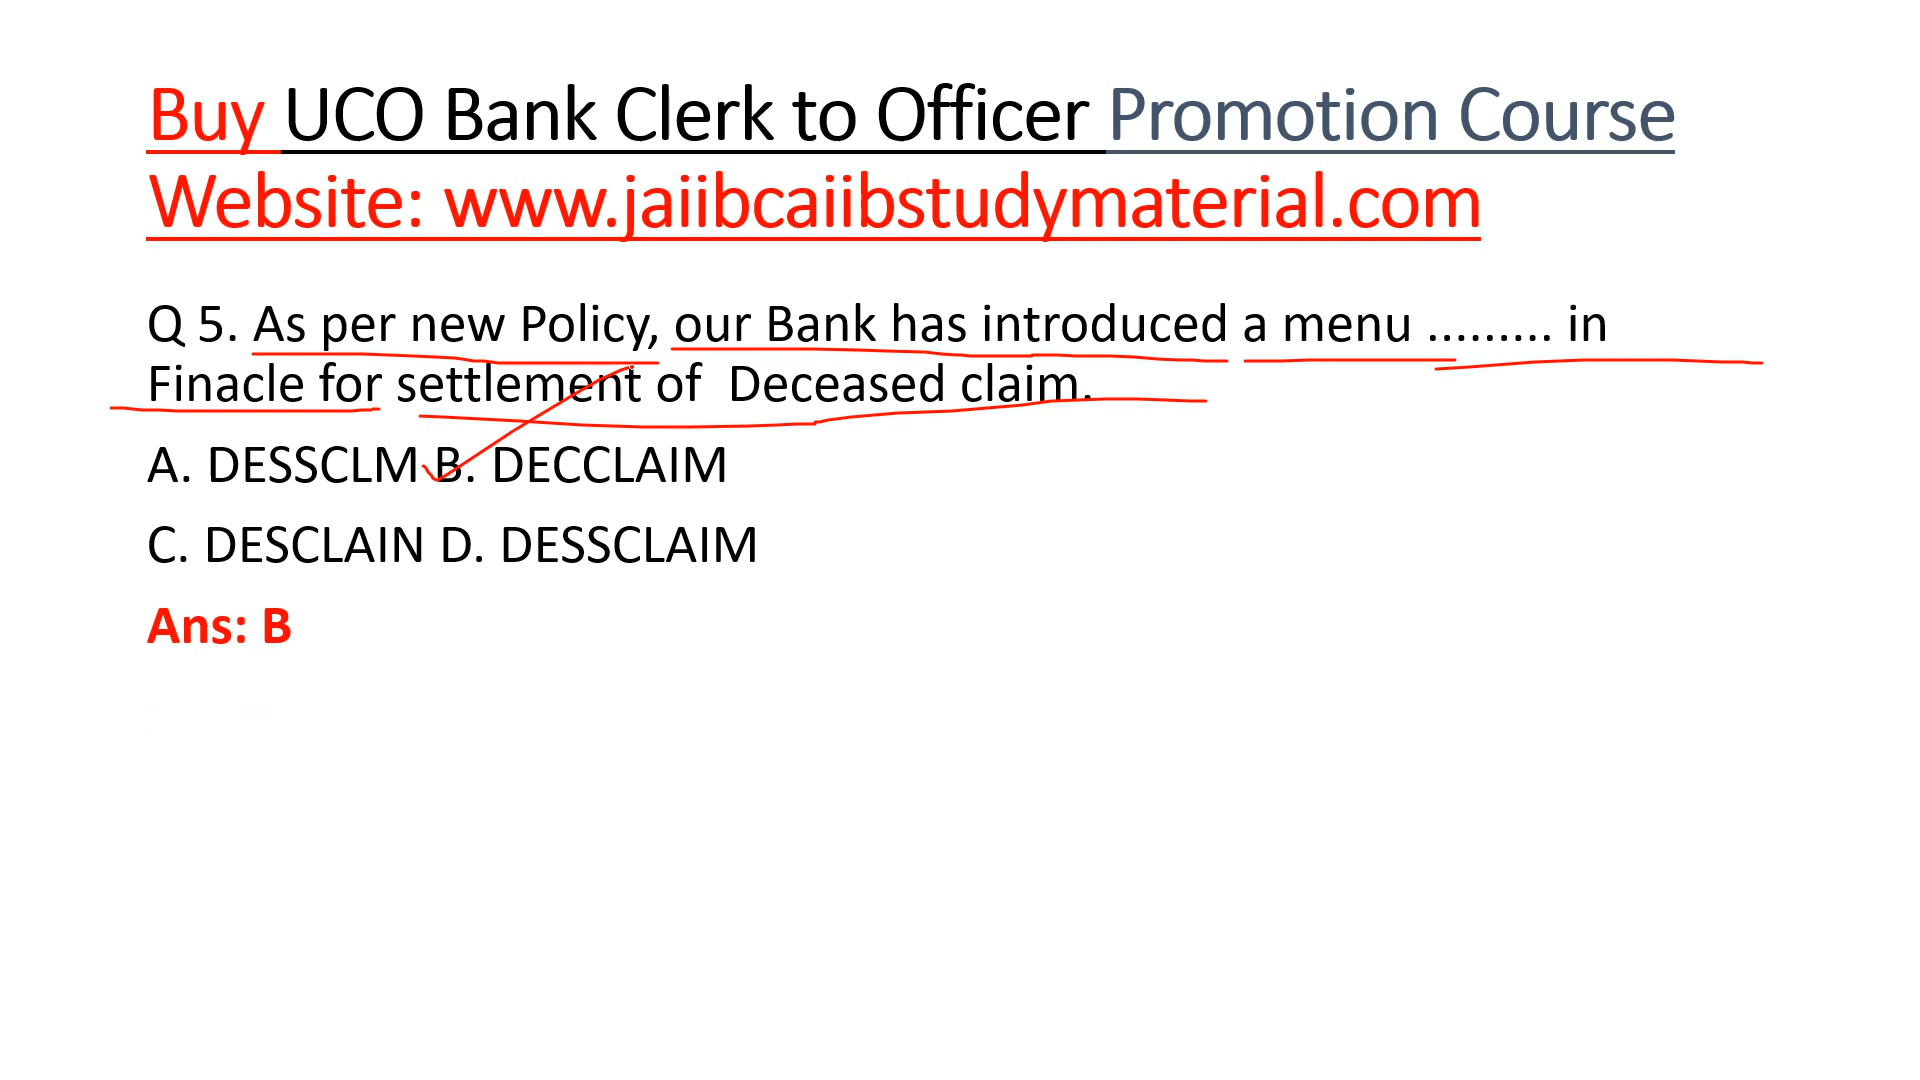 Buy UCO Bank Clerk to Officer Promotion Course
Website: www.jaiibcaiibstudymaterial.com
Q 5. As per new Policy, our Bank has introduced a menu ......... in
Finacle for settlement of  Deceased claim.
A. DESSCLM B. DECCLAIM
C. DESCLAIN D. DESSCLAIM
Ans: B